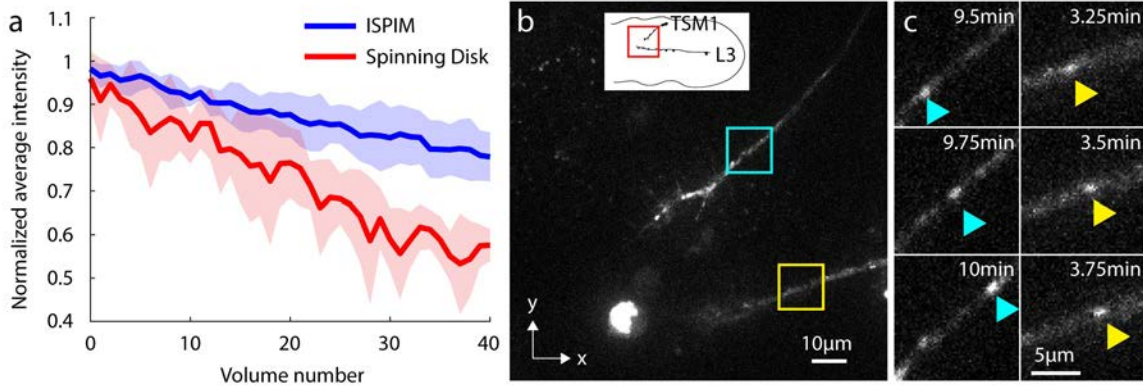 a
1.1
1
0.9
0.8
0.7
0.6
0.5
0.4
Normalized average intensity
ISPIM
Spinning Disk
0
10
20
30
40
Volume number
b
TSM1
L3
y
x
10μm
c
9.5min
3.25min
9.75min
3.5min
10min
3.75min
5μm